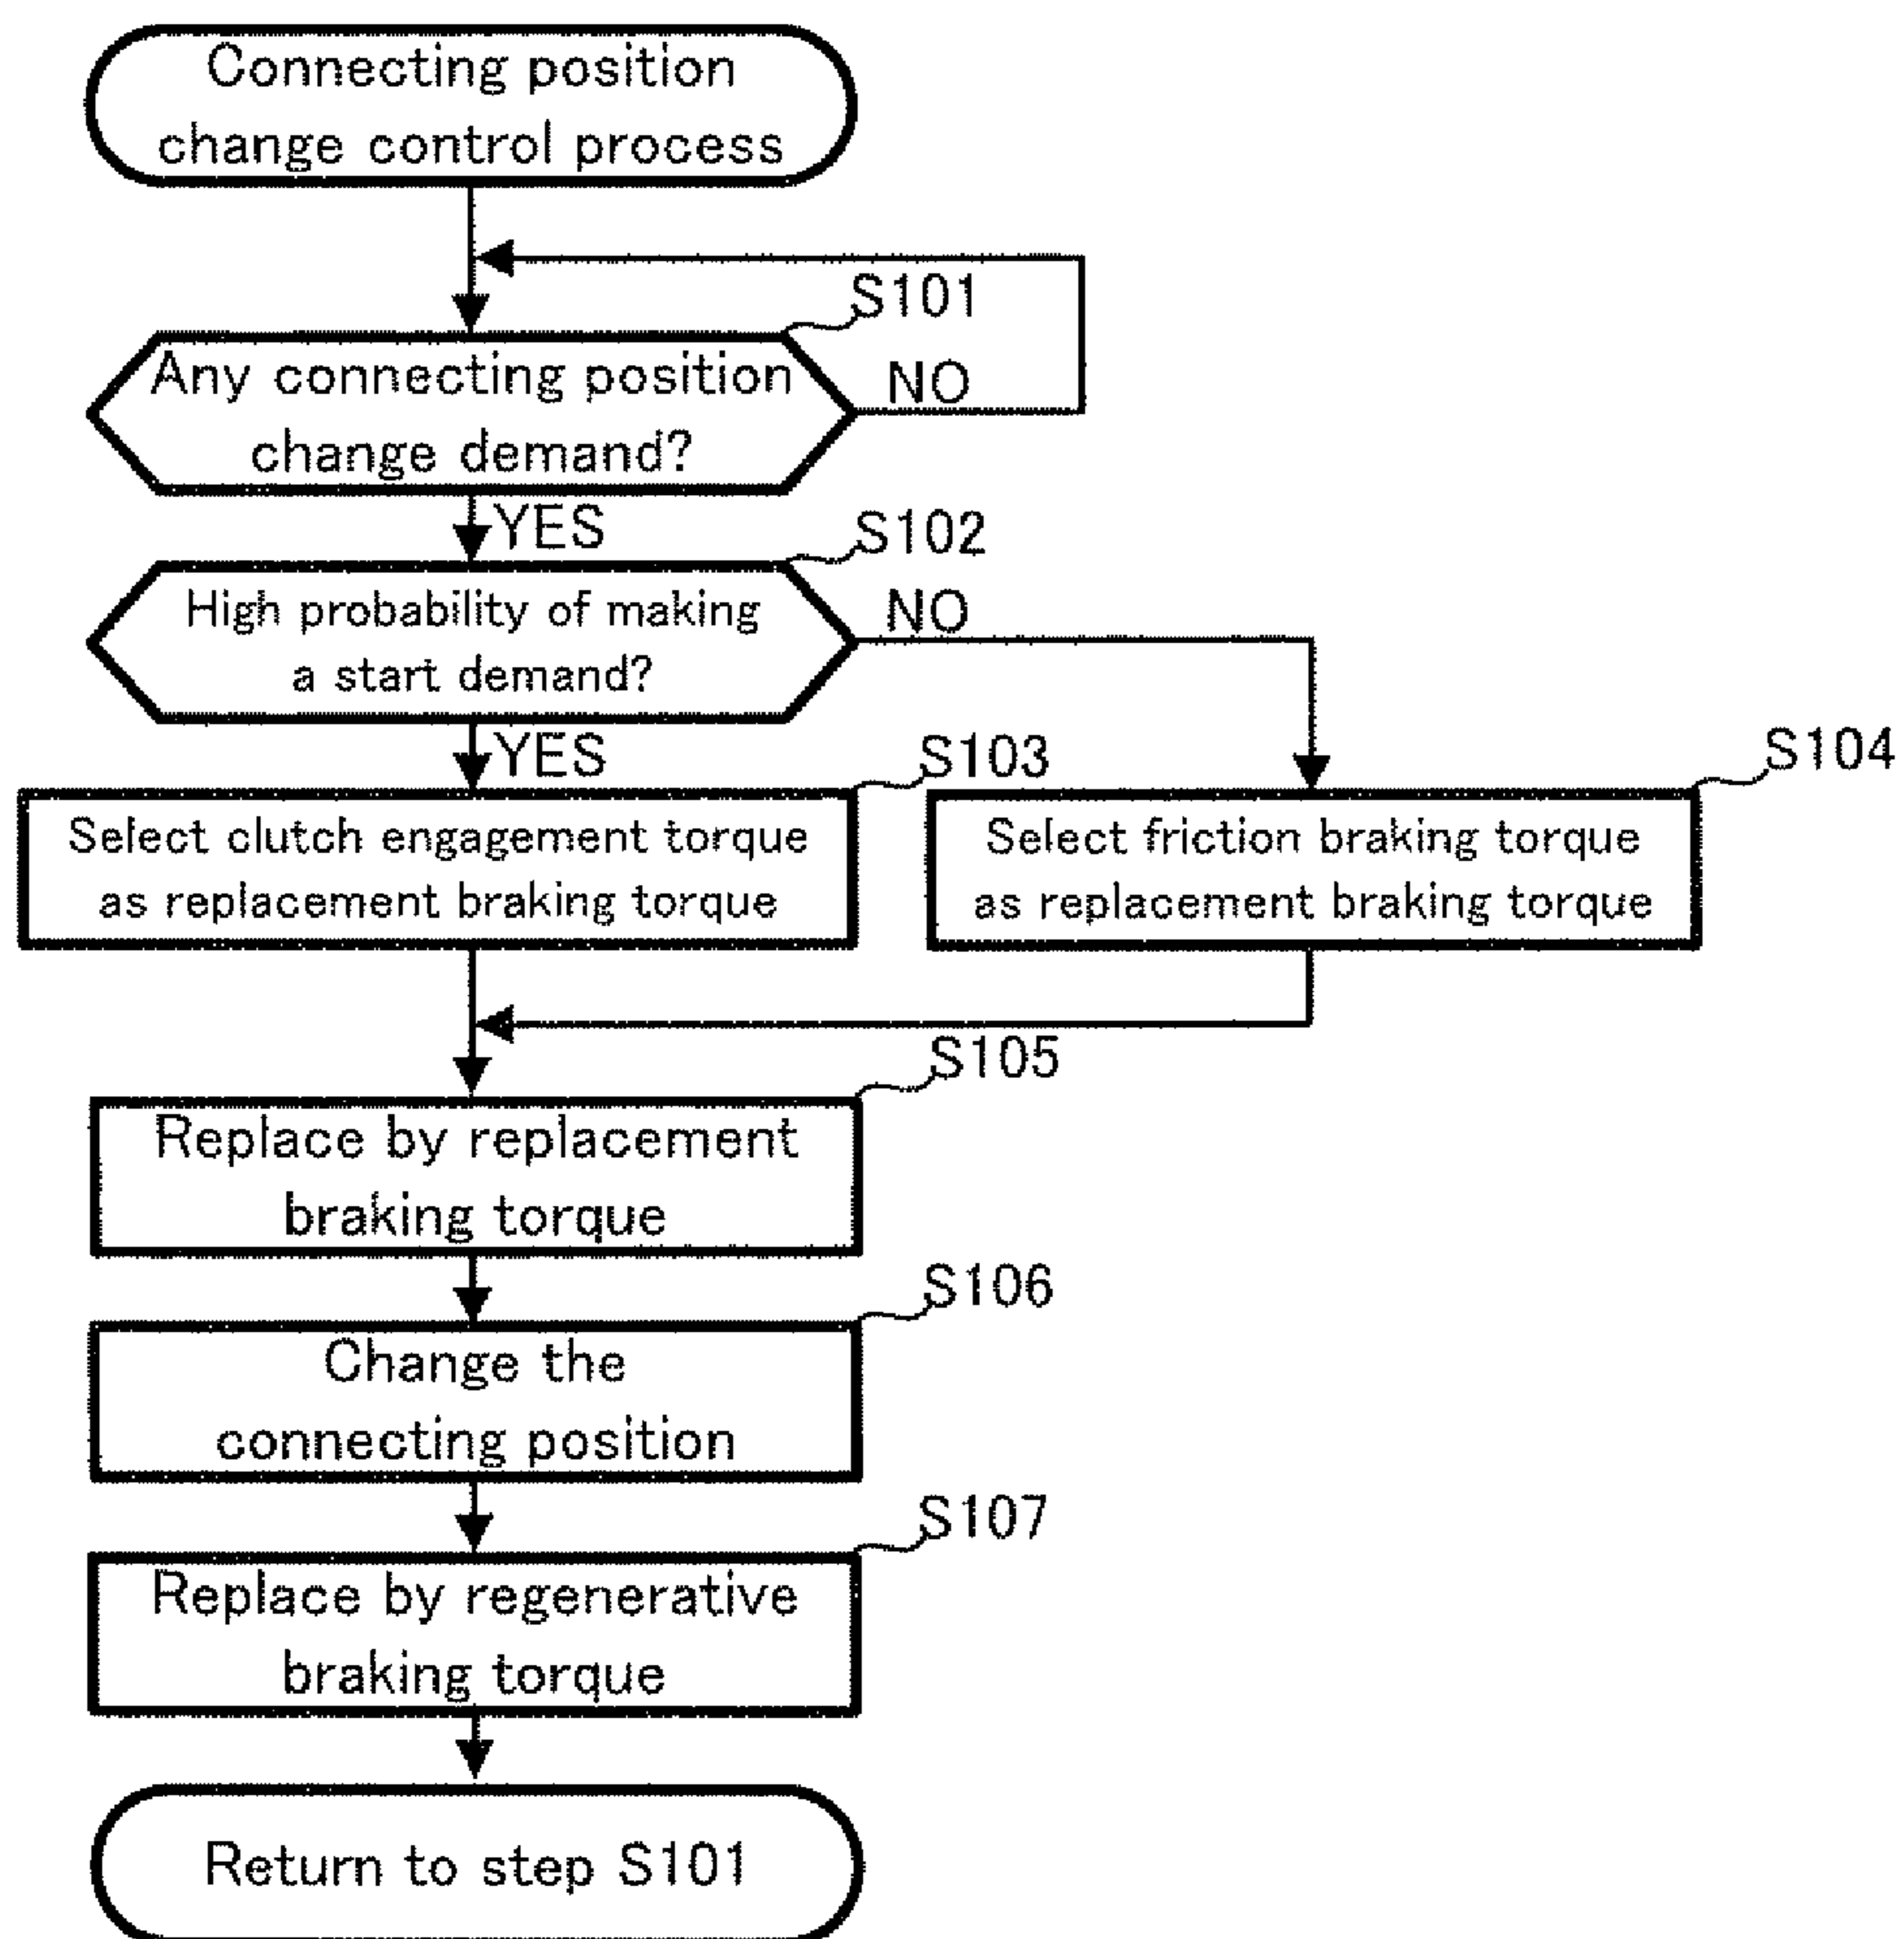 Connecting position
change control process
S101
Any connecting position
change demand?
NO
YES
S102
High probability of making
a start demand?
NO
YES
S103
Select clutch engagement torque
as replacement braking torque
S104
Select friction braking torque
as replacement braking torque
S105
Replace by replacement
braking torque
S106
Change the
connecting position
S107
Replace by regenerative
braking torque
Return to step S101